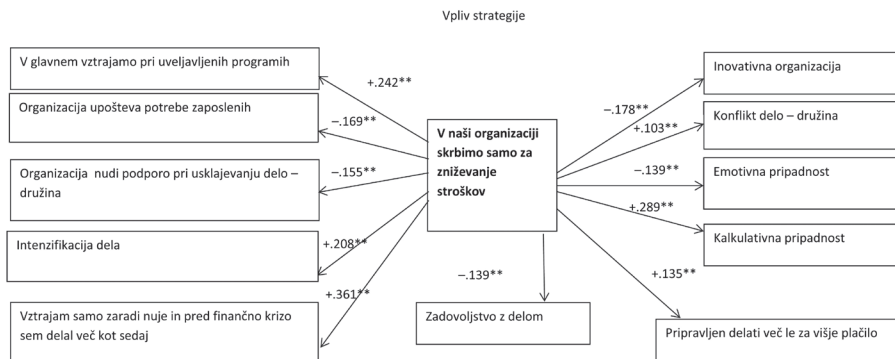 Vpliv strategije
V glavnem vztrajamo pri uveljavljenih programih
Organizacija upošteva potrebe zaposlenih
Organizacija nudi podporo pri usklajevanju delo –
družina
Intenzifikacija dela
Vztrajam samo zaradi nuje in pred finančno krizo
sem delal več kot sedaj
+.242**
–.169**
–.155**
+.208**
+.361**
V naši organizaciji
skrbimo samo za
zniževanje
stroškov
–.139**
Zadovoljstvo z delom
–.178**
+.103**
–.139**
+.289**
+.135**
Inovativna organizacija
Konflikt delo – družina
Emotivna pripadnost
Kalkulativna pripadnost
Pripravljen delati več le za višje plačilo